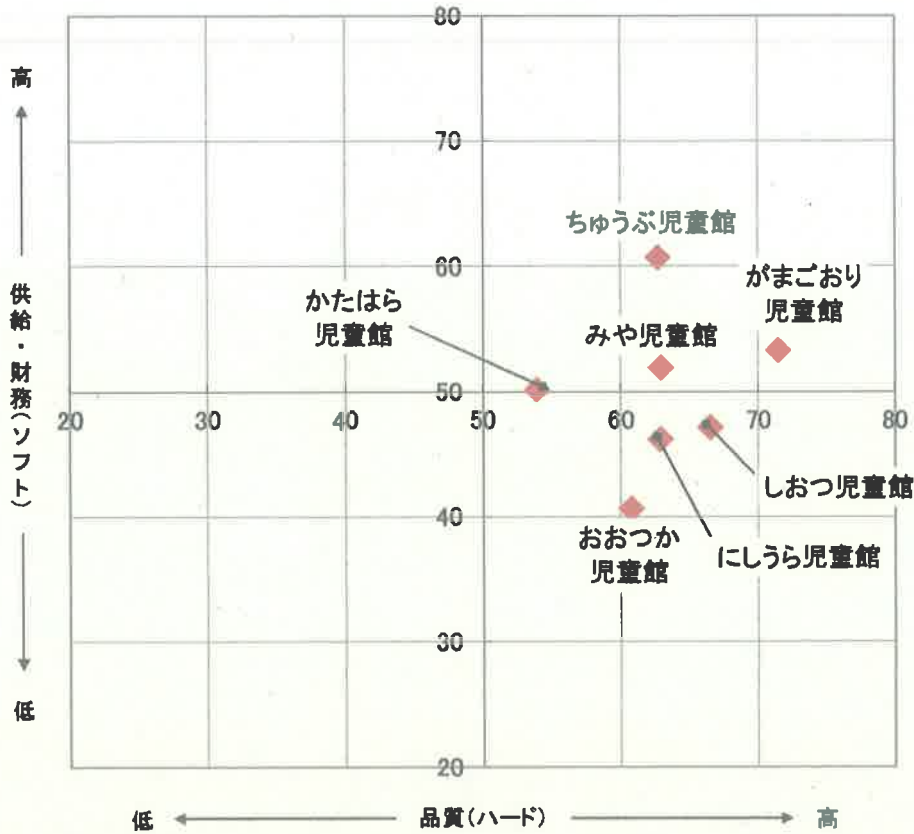 80
高
70
ちゅうぶ児童館
60
がまごおり
児童館
かたはら
児童館
みや児童館
供給・財務(ソフト)
50
20
30
40
50
60
70
80
しおつ児童館
40
おおつか
児童館
にしうら児童館
30
低
20
低
品質(ハード)
高